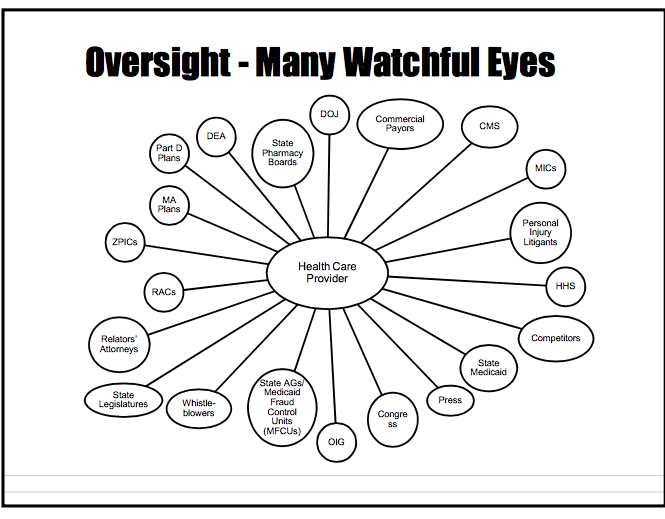 Oversight - Many Watchful Eyes
DOJ
Commercial
Payors
CMS
DEA
State
Pharmacy
Boards
Part D
Plans
MICs
MA
Plans
Personal
Injury
Litigants
ZPICs
Health Care
Provider
RACs
HHS
Relators'
Attorneys
Competitors
State
Medicaid
State
Legislatures
Whistle-
blowers
State AGs/
Medicaid
Fraud
Control
Units
(MFCUs)
OIG
Congre
ss
Press